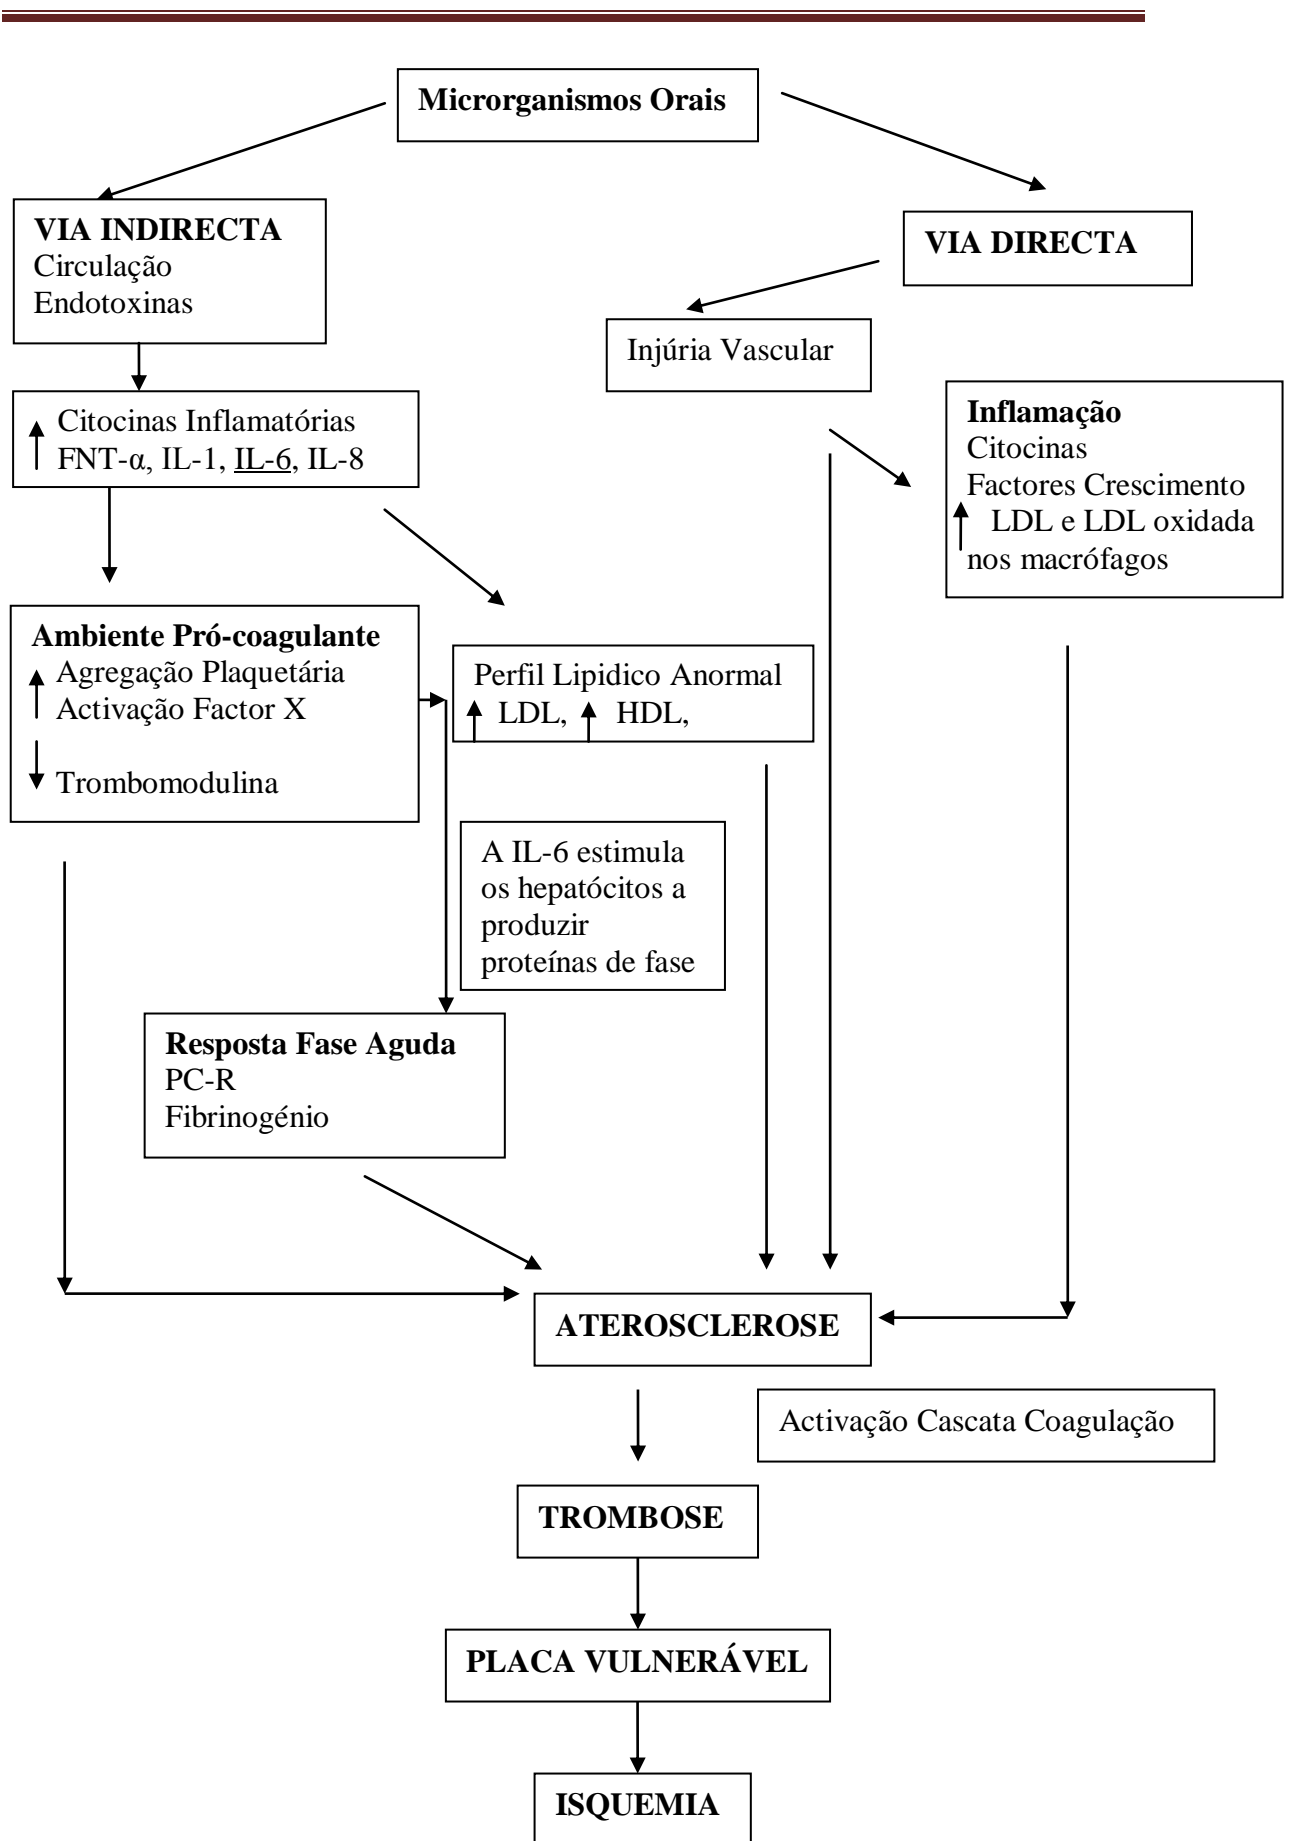 Microrganismos Orais
VIA INDIRECTA
Circulação
Endotoxinas
VIA DIRECTA
Injúria Vascular
Citocinas Inflamatórias
FNT-α, IL-1, IL-6, IL-8
Inflamação
Citocinas
Factores Crescimento
LDL e LDL oxidada
nos macrófagos
Ambiente Pró-coagulante
Agregação Plaquetária
Activação Factor X
Trombomodulina
Perfil Lipidico Anormal
LDL, HDL,
A IL-6 estimula
os hepatócitos a
produzir
proteínas de fase
Resposta Fase Aguda
PC-R
Fibrinogénio
ATEROSCLEROSE
Activação Cascata Coagulação
TROMBOSE
PLACA VULNERÁVEL
ISQUEMIA